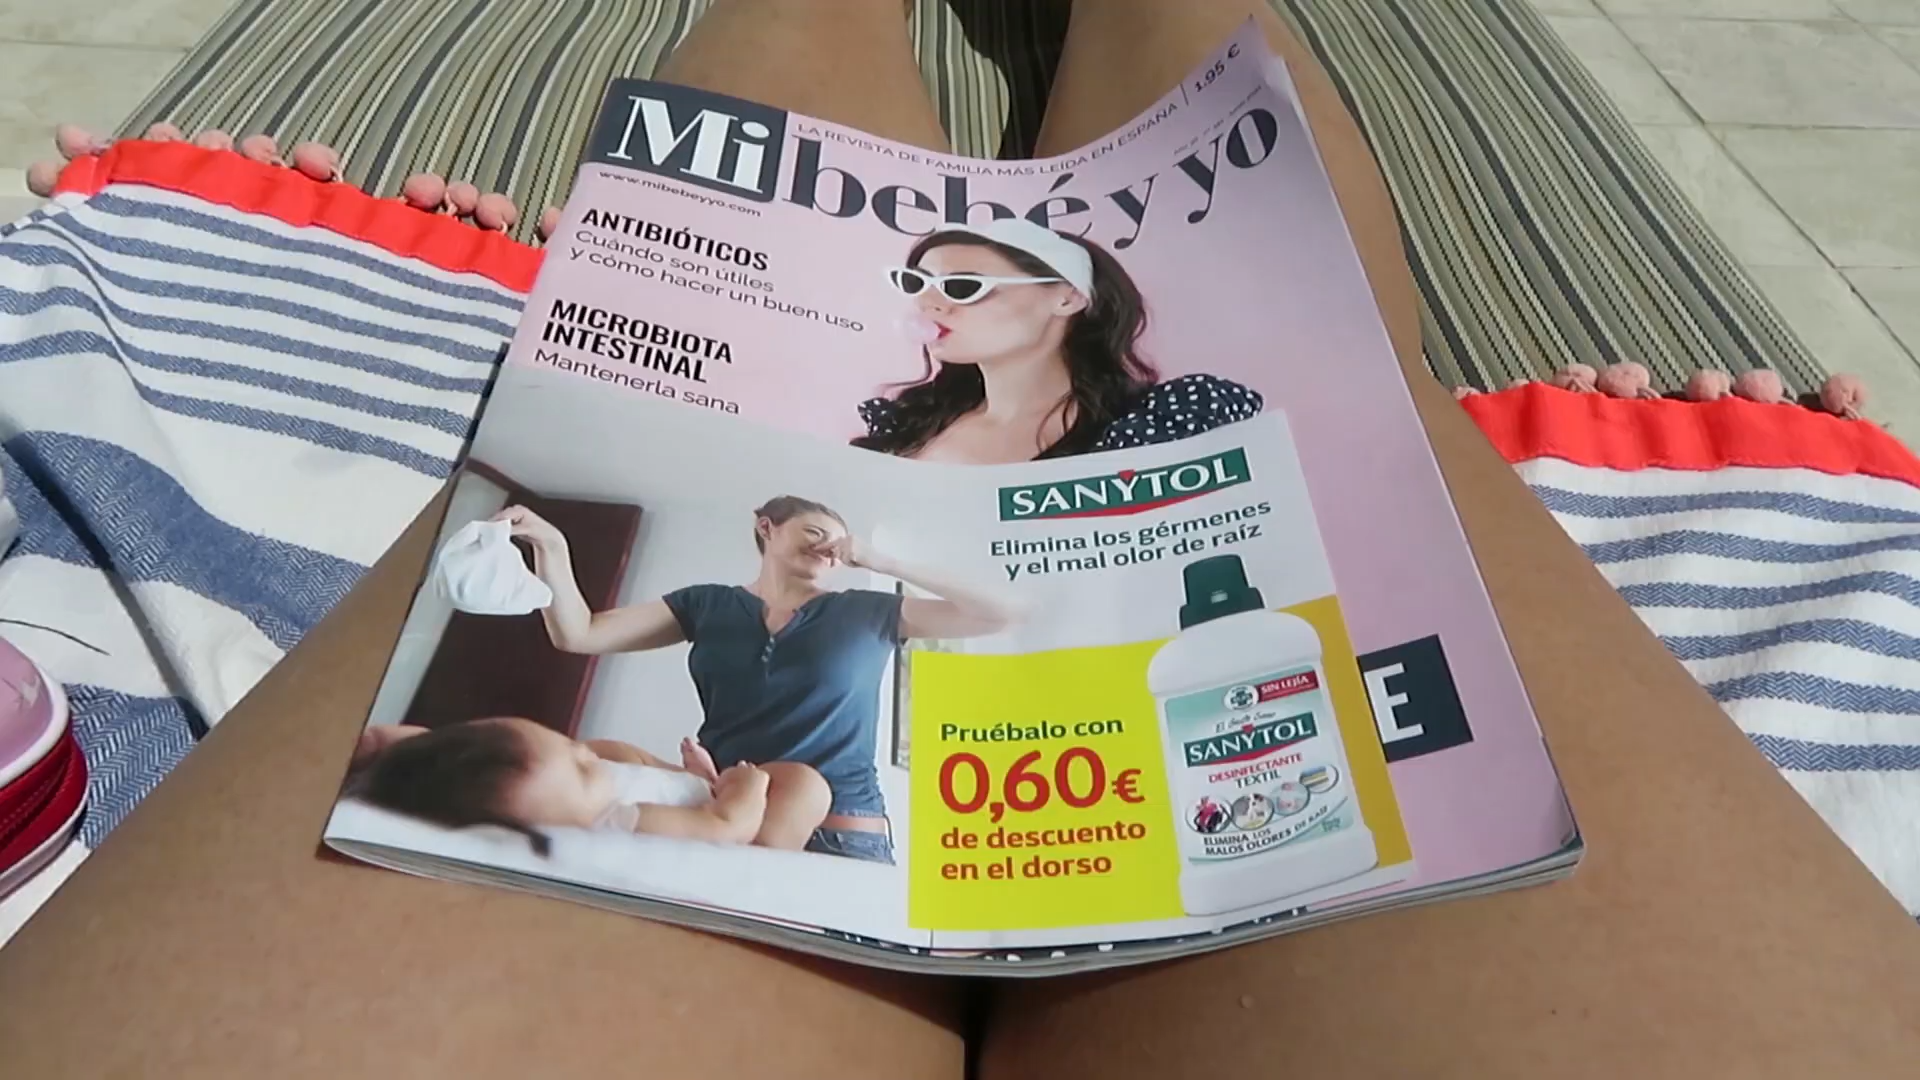 LA REVISTA DE FAMILIA MÁS LEÍDA EN ESPAÑA | 1.95 €
Mi bebé y yo
www.mibebeyyo.com
ANTIBIÓTICOS
Cuándo son útiles
y cómo hacer un buen uso
MICROBIOTA
INTESTINAL
Mantenerla sana
SANYTOL
Elimina los gérmenes
y el mal olor de raíz
Pruébalo con
0,60€
de descuento
en el dorso
SIN LEJÍA
SANYTOL
DESINFECTANTE
TEXTIL
ELIMINA LOS
MALOS OLORES DE RAÍZ
E